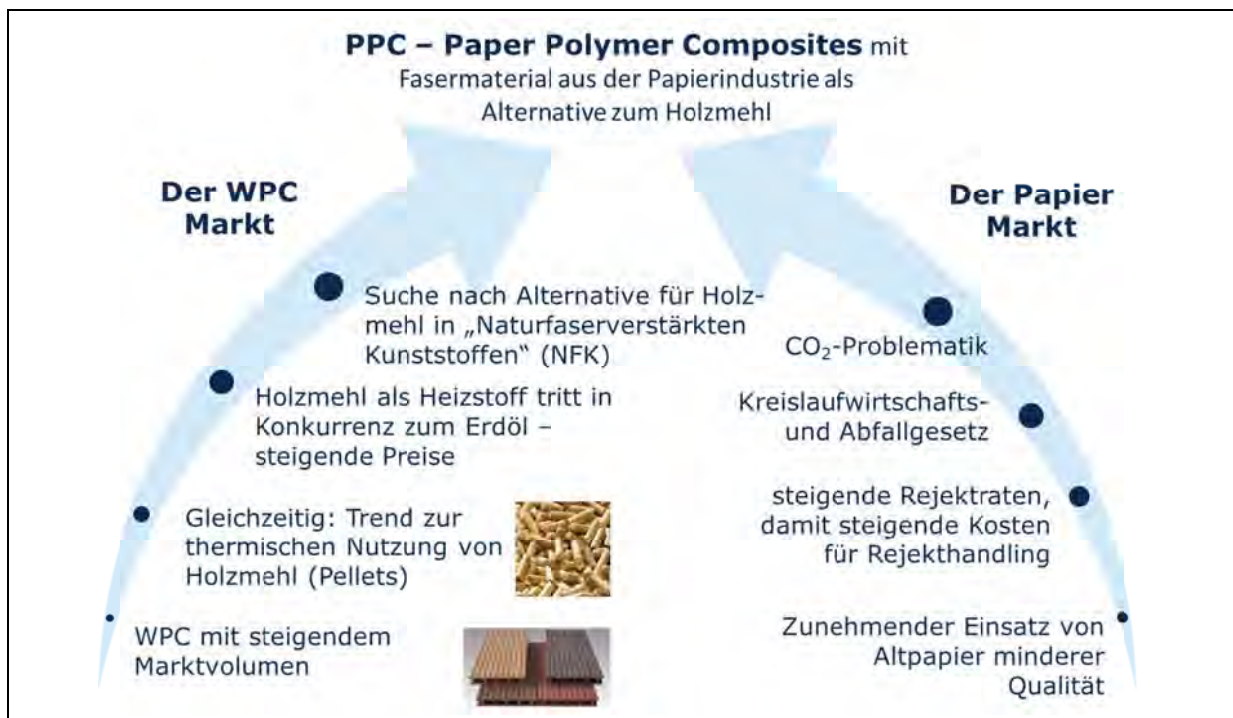 PPC – Paper Polymer Composites mit
Fasermaterial aus der Papierindustrie als
Alternative zum Holzmehl
Der WPC
Markt
Suche nach Alternative für Holz-
mehl in „Naturfaserverstärkten
Kunststoffen“ (NFK)
Holzmehl als Heizstoff tritt in
Konkurrenz zum Erdöl –
steigende Preise
Gleichzeitig: Trend zur
thermischen Nutzung von
Holzmehl (Pellets)
WPC mit steigendem
Marktvolumen
Der Papier
Markt
CO₂-Problematik
Kreislaufwirtschafts-
und Abfallgesetz
steigende Rejektraten,
damit steigende Kosten
für Rejekthandling
Zunehmender Einsatz von
Altpapier minderer
Qualität